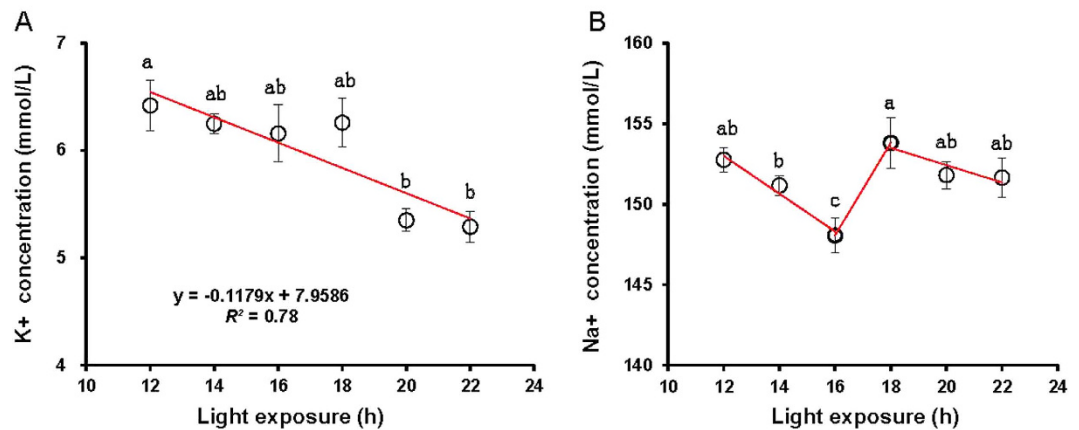 A
K+ concentration (mmol/L)
7
6
5
4
a
ab
ab
ab
b
b
y = -0.1179x + 7.9586
R² = 0.78
10 12 14 16 18 20 22 24
Light exposure (h)
B
Na+ concentration (mmol/L)
160
155
150
145
140
ab
b
c
a
ab
ab
10 12 14 16 18 20 22 24
Light exposure (h)